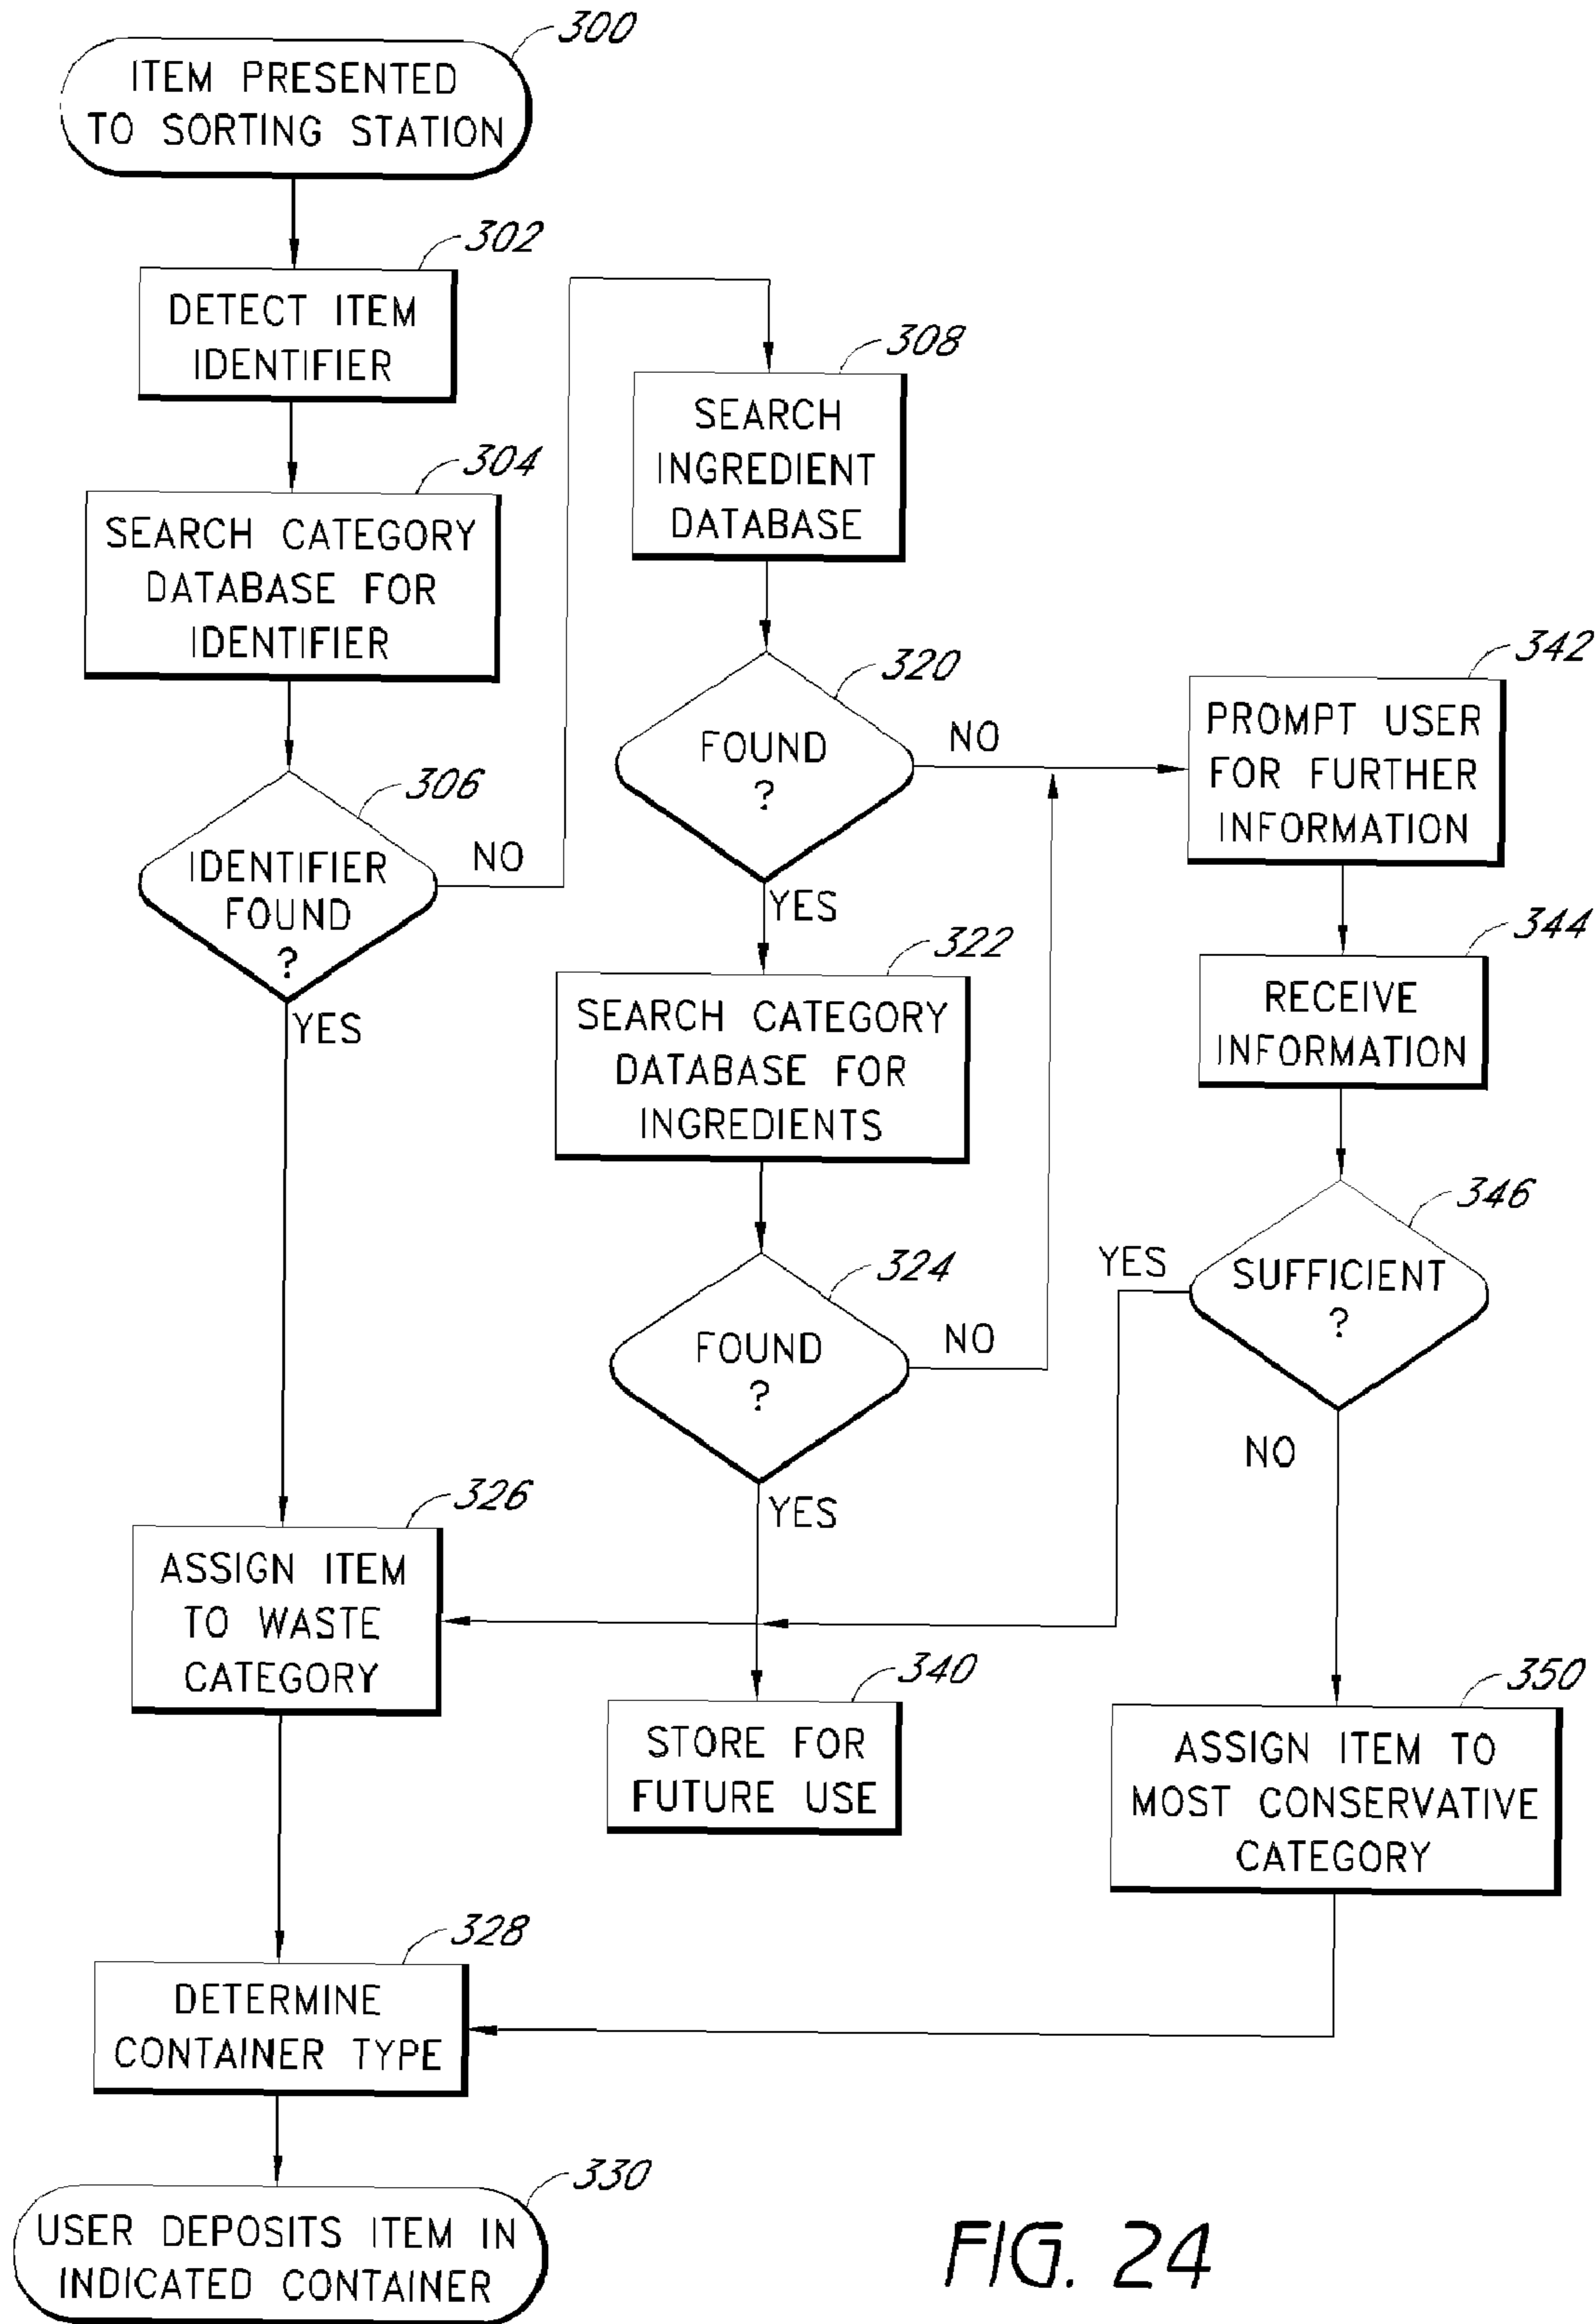 300
ITEM PRESENTED
TO SORTING STATION
302
DETECT ITEM
IDENTIFIER
304
SEARCH CATEGORY
DATABASE FOR
IDENTIFIER
306
IDENTIFIER
FOUND
?
NO
YES
308
SEARCH
INGREDIENT
DATABASE
320
FOUND
?
NO
YES
322
SEARCH CATEGORY
DATABASE FOR
INGREDIENTS
324
FOUND
?
NO
YES
342
PROMPT USER
FOR FURTHER
INFORMATION
344
RECEIVE
INFORMATION
346
SUFFICIENT
?
YES
NO
326
ASSIGN ITEM
TO WASTE
CATEGORY
340
STORE FOR
FUTURE USE
350
ASSIGN ITEM TO
MOST CONSERVATIVE
CATEGORY
328
DETERMINE
CONTAINER TYPE
330
USER DEPOSITS ITEM IN
INDICATED CONTAINER
FIG. 24